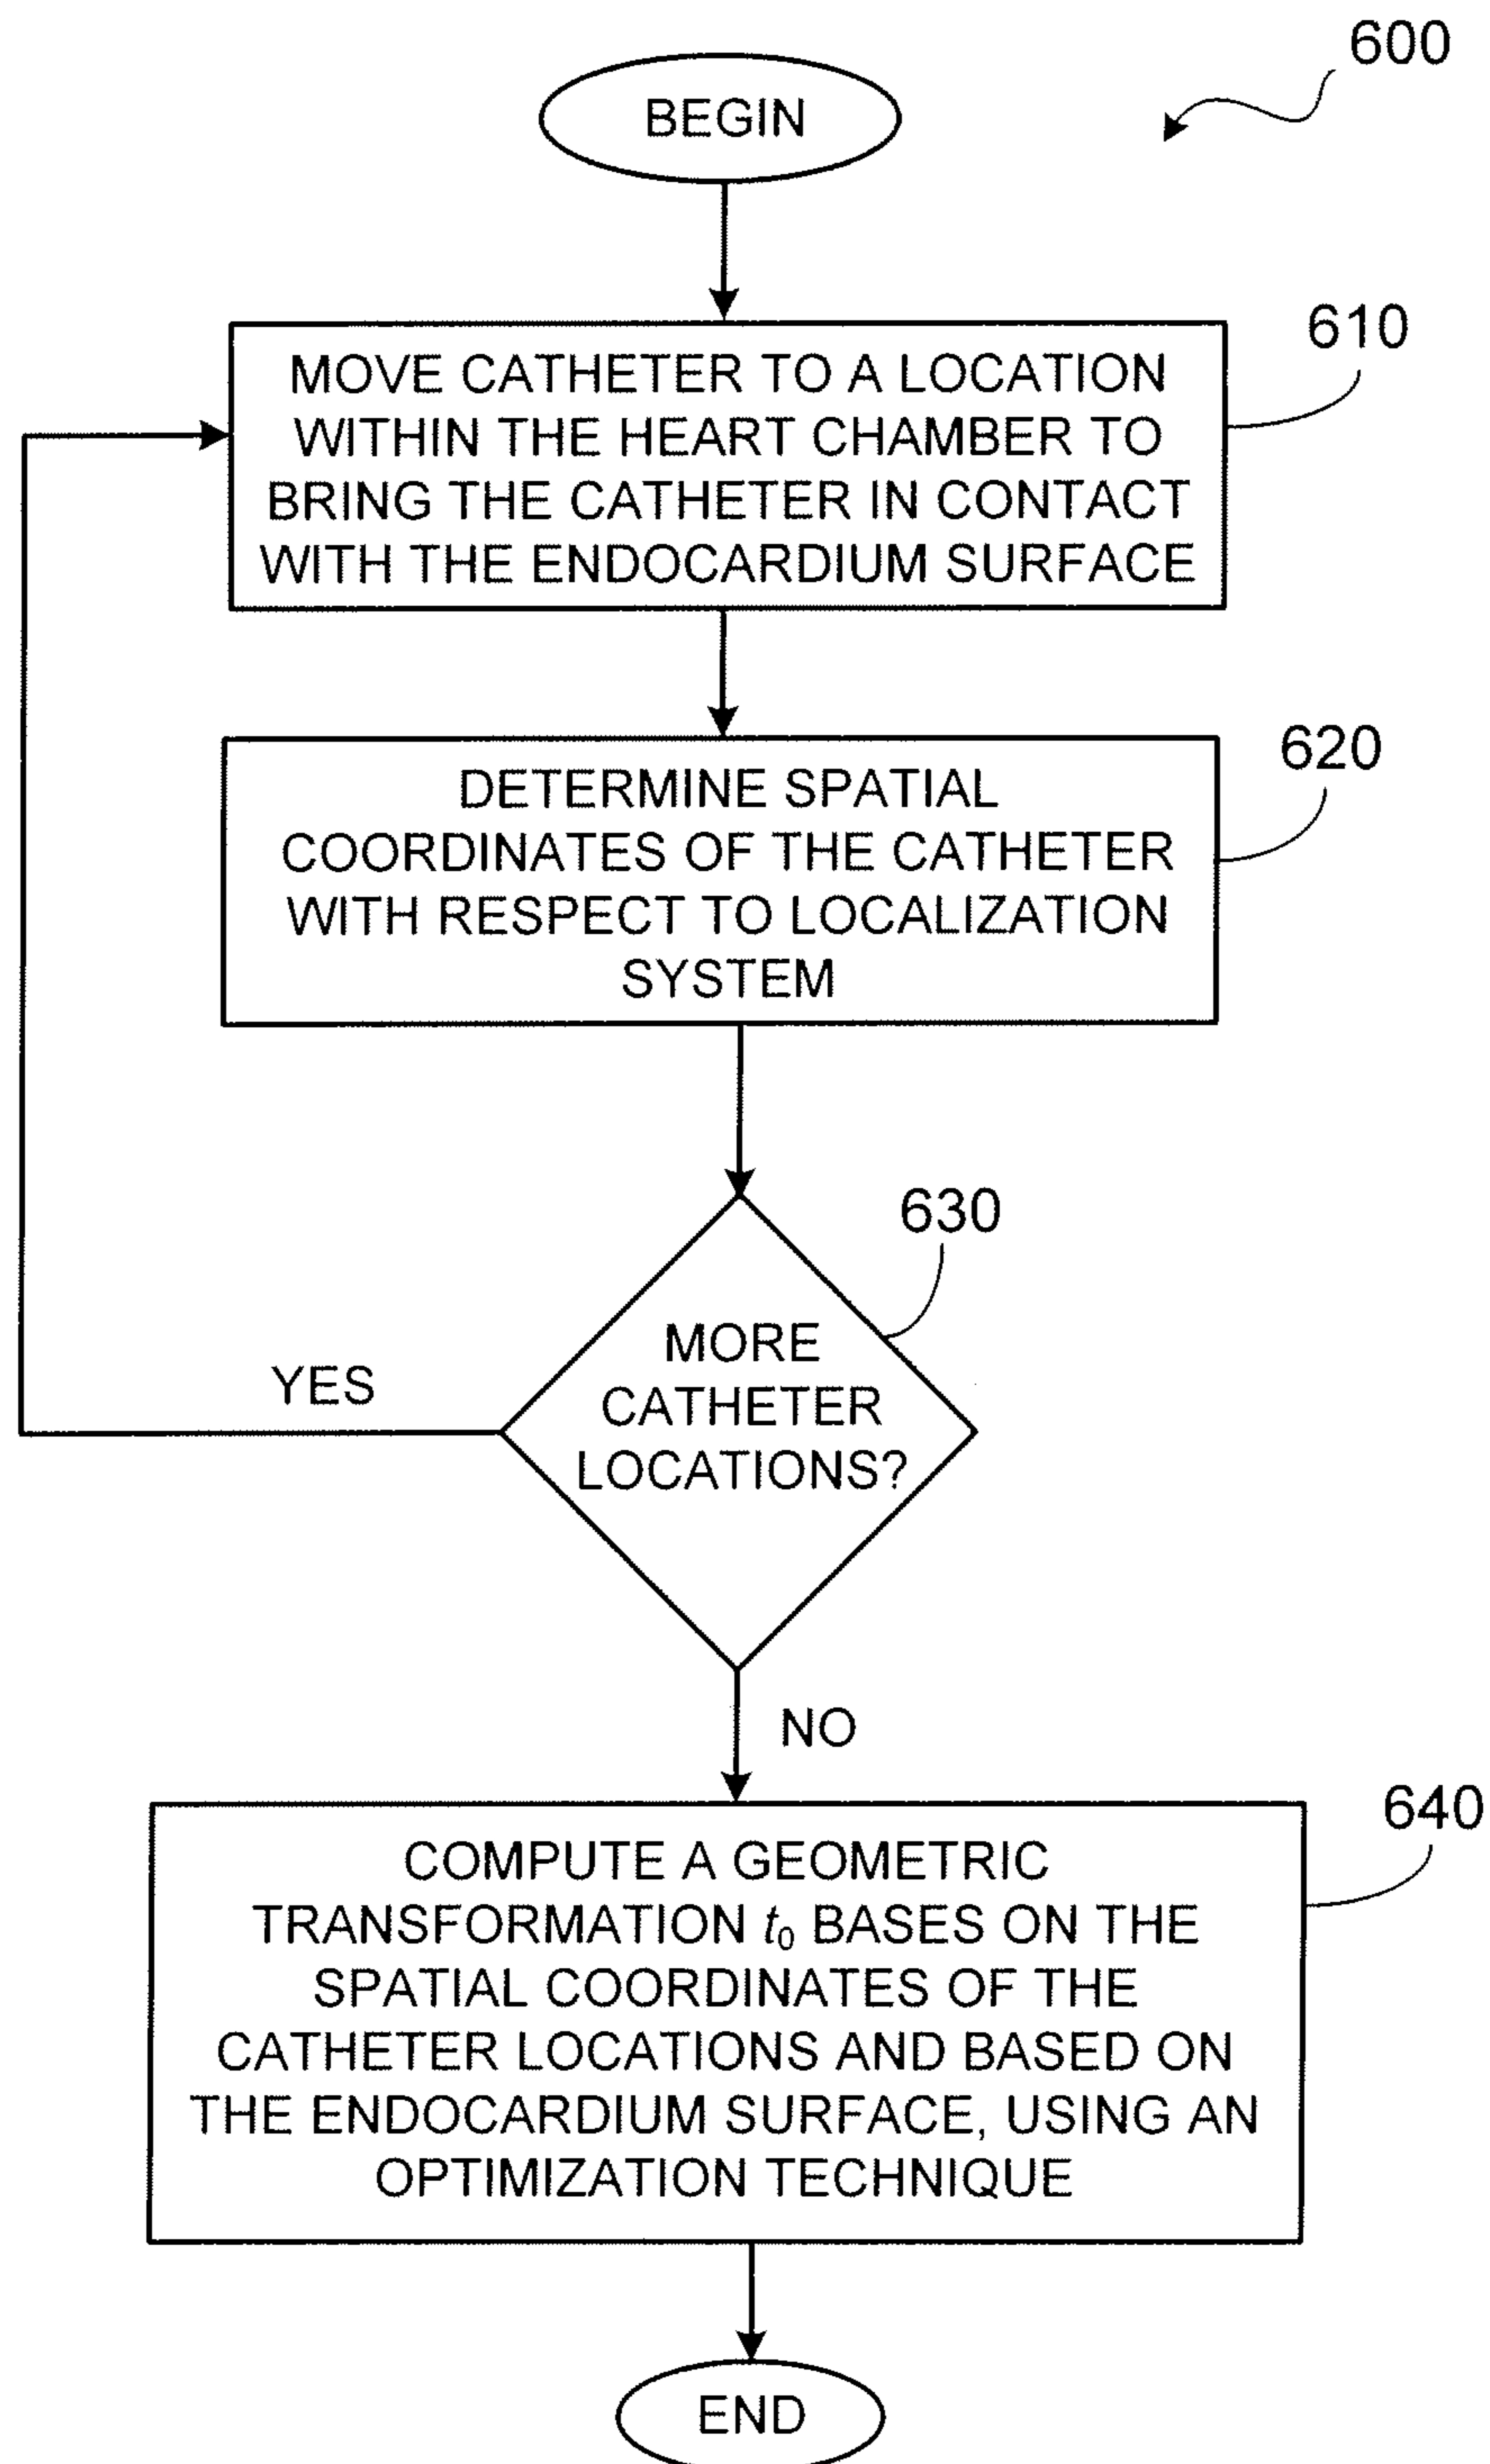 600
BEGIN
610
MOVE CATHETER TO A LOCATION
WITHIN THE HEART CHAMBER TO
BRING THE CATHETER IN CONTACT
WITH THE ENDOCARDIUM SURFACE
620
DETERMINE SPATIAL
COORDINATES OF THE CATHETER
WITH RESPECT TO LOCALIZATION
SYSTEM
630
MORE
CATHETER
LOCATIONS?
YES
NO
640
COMPUTE A GEOMETRIC
TRANSFORMATION t₀ BASES ON THE
SPATIAL COORDINATES OF THE
CATHETER LOCATIONS AND BASED ON
THE ENDOCARDIUM SURFACE, USING AN
OPTIMIZATION TECHNIQUE
END